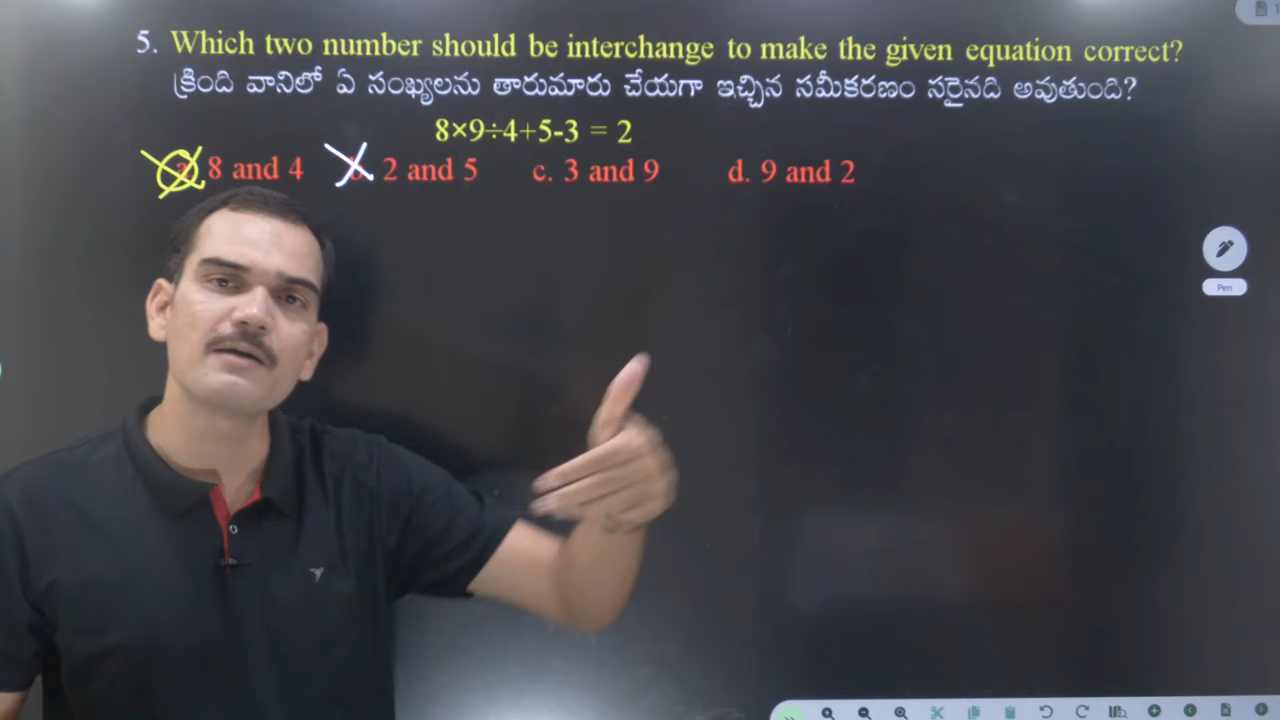 5. Which two number should be interchange to make the given equation correct?
క్రింది వానిలో ఏ సంఖ్యలను తారుమారు చేయగా ఇచ్చిన సమీకరణం సరైనది అవుతుంది?
8×9÷4+5-3 = 2
8 and 4 2 and 5 c. 3 and 9 d. 9 and 2
Pen